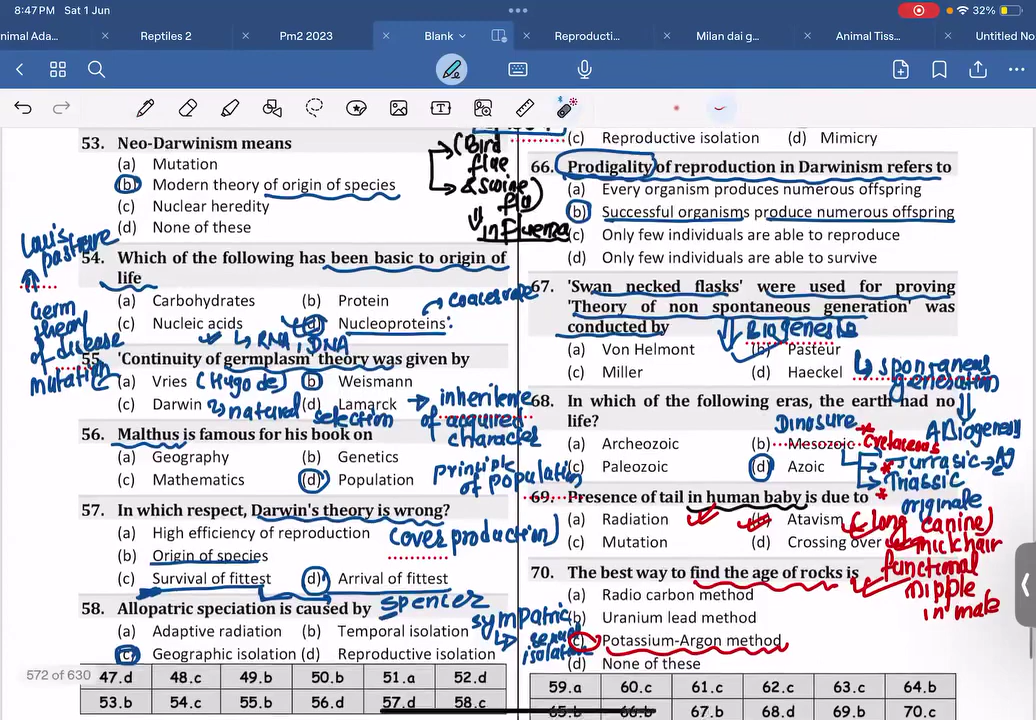 8:47 PM Sat 1 Jun
32%
nimal Ada...
Reptiles 2
Pm2 2023
Blank
Reproducti...
Milan dai g...
Animal Tiss...
Untitled No
53. Neo-Darwinism means
(a) Mutation
(b) Modern theory of origin of species
(c) Nuclear heredity
(d) None of these
(Bird
flue
& swine
flu)
influenza
Louis
pasteure
Germ
theory
of disease
mutation
54. Which of the following has been basic to origin of
life
(a) Carbohydrates (b) Protein
coacervate
(c) Nucleic acids (d) Nucleoproteins
RNA, DNA
55. 'Continuity of germplasm' theory was given by
(a) Vries (Hugo de) (b) Weismann
(c) Darwin (d) Lamarck
natural selection
inheritence
of acquired
character
56. Malthus is famous for his book on
(a) Geography (b) Genetics
(c) Mathematics (d) Population
principle
of population
57. In which respect, Darwin's theory is wrong?
(a) High efficiency of reproduction
(over production)
(b) Origin of species
(c) Survival of fittest (d) Arrival of fittest
spencer
58. Allopatric speciation is caused by
(a) Adaptive radiation (b) Temporal isolation
(c) Geographic isolation (d) Reproductive isolation
sympatric
isolation
572 of 630
47.d 48.c 49.b 50.b 51.a 52.d
53.b 54.c 55.b 56.d 57.d 58.c
(c) Reproductive isolation (d) Mimicry
66. Prodigality of reproduction in Darwinism refers to
(a) Every organism produces numerous offspring
(b) Successful organisms produce numerous offspring
(c) Only few individuals are able to reproduce
(d) Only few individuals are able to survive
67. 'Swan necked flasks' were used for proving
'Theory of non spontaneous generation' was
conducted by
Biogenesis
(a) Von Helmont (b) Pasteur
(c) Miller (d) Haeckel
spontaneous
generation
68. In which of the following eras, the earth had no
life?
Dinosure
(a) Archeozoic (b) Mesozoic
(c) Paleozoic (d) Azoic
Cretaceous
Jurrasic
Triassic
originate
69. Presence of tail in human baby is due to
(a) Radiation (b) Atavism
(c) Mutation (d) Crossing over
(long canine)
thick hair
functional
nipple
in male
70. The best way to find the age of rocks is
(a) Radio carbon method
(b) Uranium lead method
(c) Potassium-Argon method
(d) None of these
59.a 60.c 61.c 62.c 63.c 64.b
65.b 66.b 67.b 68.d 69.b 70.c